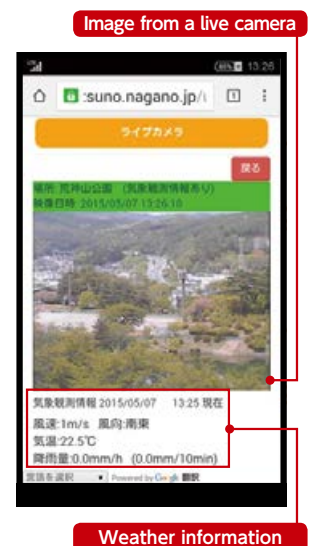 Image from a live camera
13:26
:suno.nagano.jp/
ライブカメラ
戻る
場所: 荒神山公園 (気象観測情報あり)
映像日時: 2015/05/07 13:26:10
気象観測情報 2015/05/07 13:25 現在
風速:1m/s 風向:南東
気温:22.5℃
降雨量:0.0mm/h (0.0mm/10min)
言語を選択 Powered by Google 翻訳
Weather information